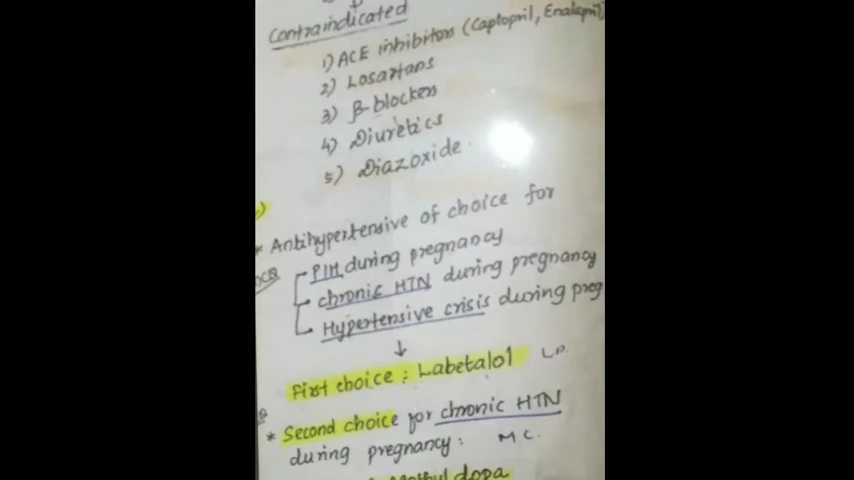 Contraindicated
1) ACE inhibitors (Captopril, Enalapril)
2) Losartans
3) β-blockers
4) Diuretics
5) Diazoxide.
* Antihypertensive of choice for
PIH during pregnancy
chronic HTN during pregnancy
Hypertensive crisis during preg
↓
First choice : Labetalol
* Second choice for chronic HTN
during pregnancy: MC.
dopa